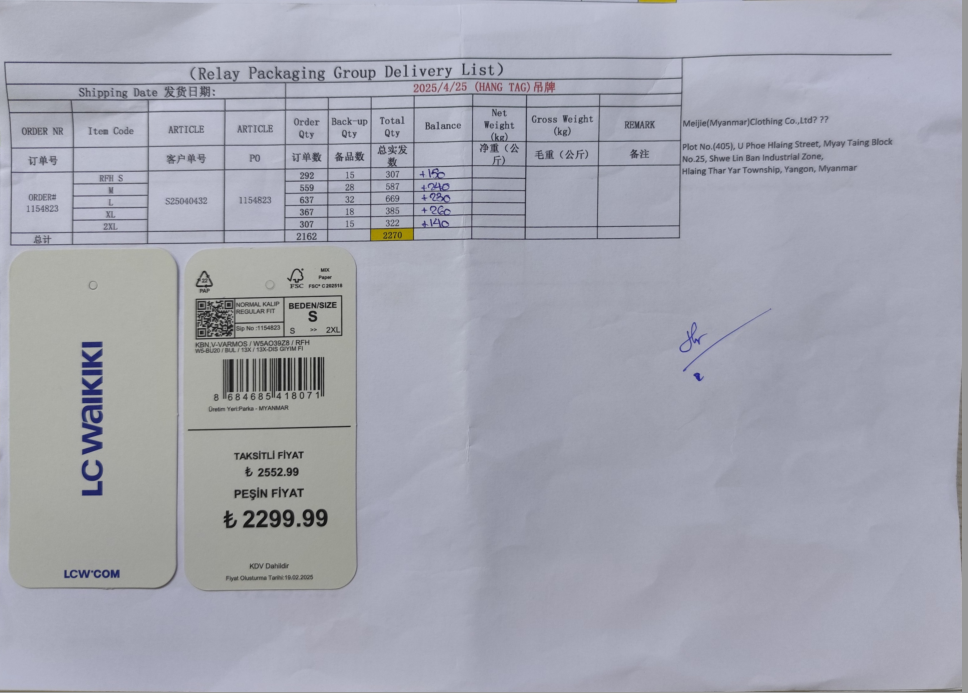 (Relay Packaging Group Delivery List)
Shipping Date 发货日期: 2025/4/25 (HANG TAG)吊牌
ORDER NR Item Code ARTICLE ARTICLE Order Qty Back-up Qty Total Qty Balance Net Weight (kg) Gross Weight (kg) REMARK
订单号 客户单号 PO 订单数 备品数 总实发数 净重（公斤） 毛重（公斤） 备注
ORDER# 1154823 RFH S S25040432 1154823 292 15 307 +150
M 559 28 587 +240
L 637 32 669 +280
XL 367 18 385 +260
2XL 307 15 322 +140
总计 2162 2270
Meijie(Myanmar)Clothing Co.,Ltd? ??
Plot No.(405), U Phoe Hlaing Street, Myay Taing Block
No.25, Shwe Lin Ban Industrial Zone,
Hlaing Thar Yar Township, Yangon, Myanmar
LC WAIKIKI
LCW.COM
PAP
FSC
MIX
Paper
FSC® C202518
NORMAL KALIP
REGULAR FIT
Sip No :1154823
BEDEN/SIZE
S
S >> 2XL
KBN.V-VARMOS / W5AO39Z8 / RFH
W5-BU20 / BUL / 13X / 13X-DIS GIYIM FI
8 684685 418071
Üretim Yeri:Parka - MYANMAR
TAKSİTLİ FİYAT
₺ 2552.99
PEŞİN FİYAT
₺ 2299.99
KDV Dahildir
Fiyat Olusturma Tarihi:19.02.2025